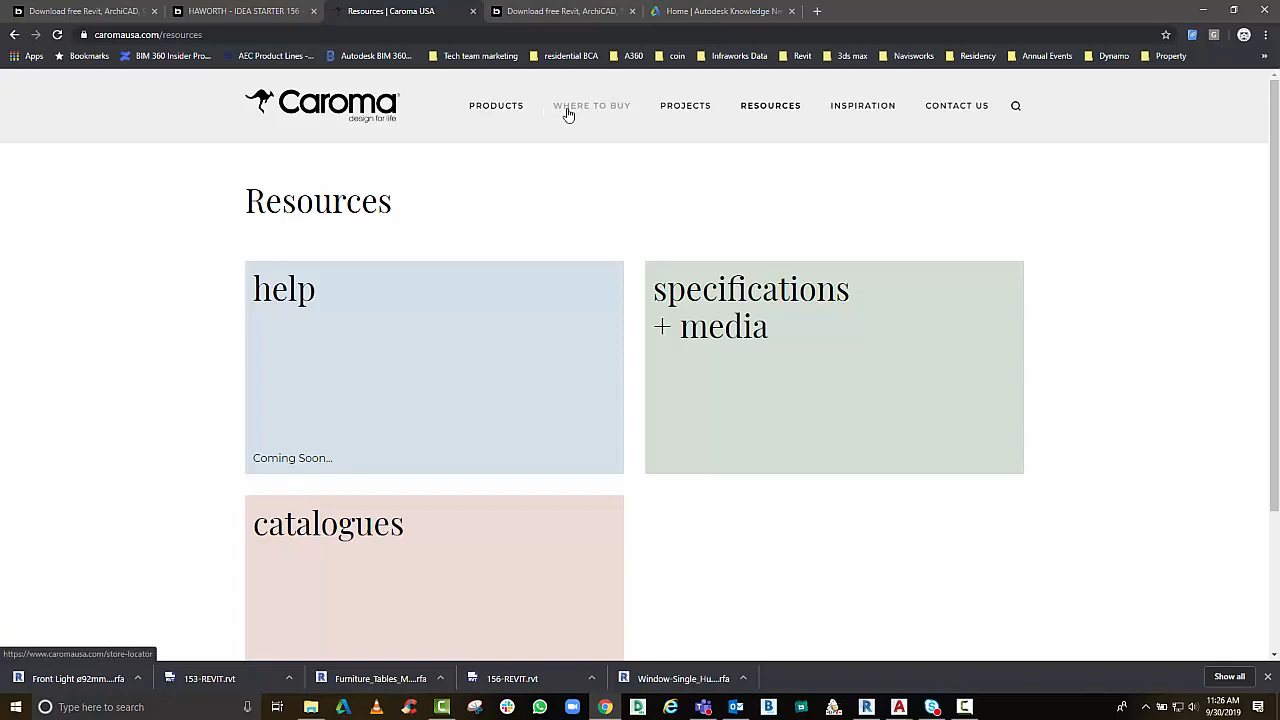 Download free Revit, ArchiCAD, S
HAWORTH - IDEA STARTER 156 -
Resources | Caroma USA
Download free Revit, ArchiCAD, S
Home | Autodesk Knowledge Ne
caromausa.com/resources
Apps
Bookmarks
BIM 360 Insider Pro...
AEC Product Lines -...
Autodesk BIM 360...
Tech team marketing
residential BCA
A360
coin
Infraworks Data
Revit
3ds max
Navisworks
Residency
Annual Events
Dynamo
Property
Caroma
design for life
PRODUCTS
WHERE TO BUY
PROJECTS
RESOURCES
INSPIRATION
CONTACT US
Resources
help
Coming Soon...
specifications
+ media
catalogues
https://www.caromausa.com/store-locator
Front Light ø92mm....rfa
153-REVIT.rvt
Furniture_Tables_M....rfa
156-REVIT.rvt
Window-Single_Hu....rfa
Show all
Type here to search
11:26 AM
9/30/2019